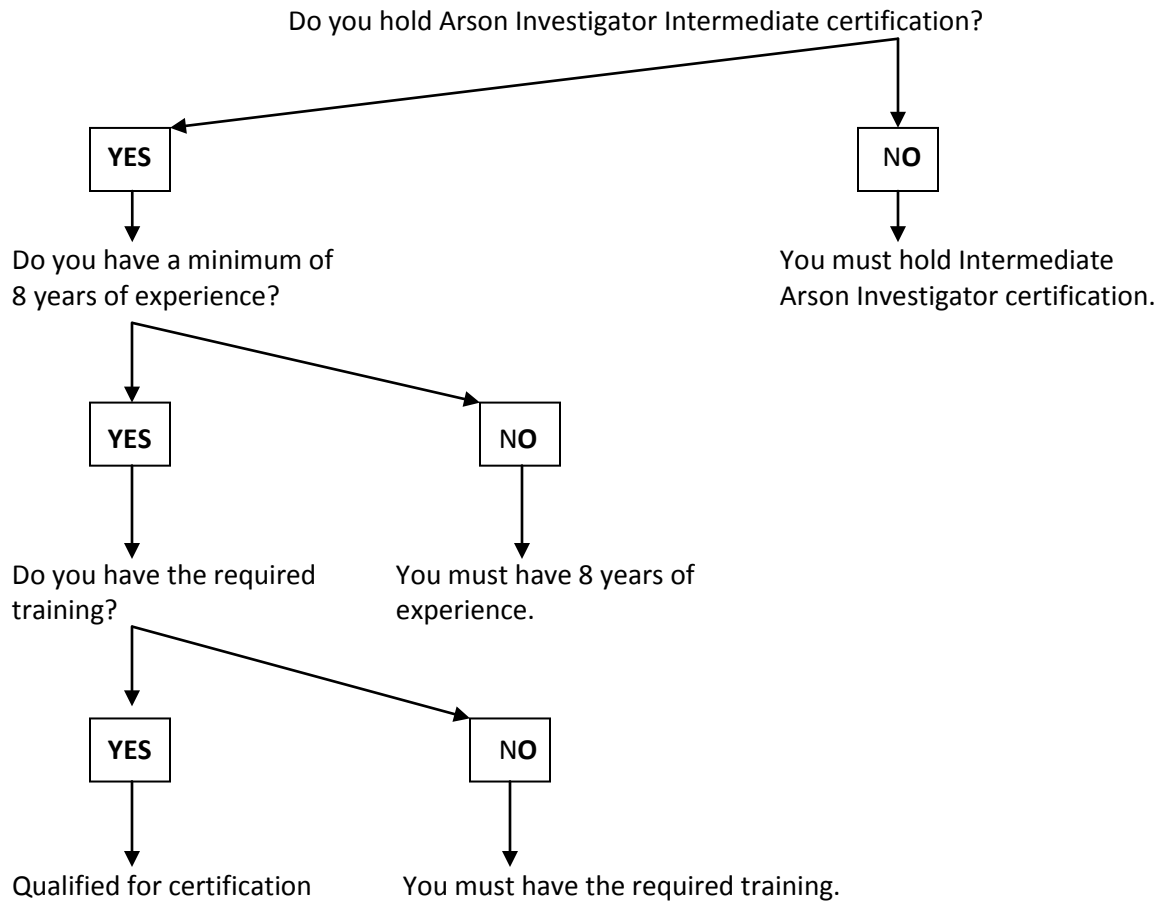 Do you hold Arson Investigator Intermediate certification?
YES
NO
Do you have a minimum of
8 years of experience?
You must hold Intermediate
Arson Investigator certification.
YES
NO
Do you have the required
training?
You must have 8 years of
experience.
YES
NO
Qualified for certification
You must have the required training.